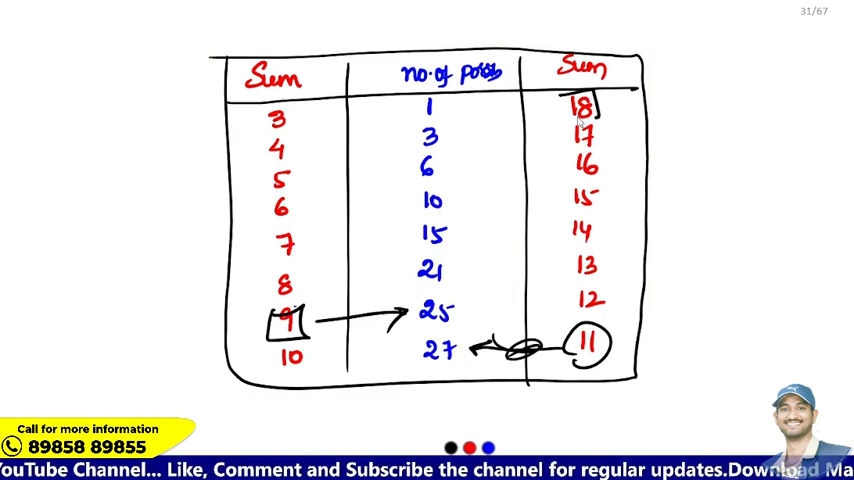 31/67
Sum no. of possb Sum
3 1 18
4 3 17
5 6 16
6 10 15
7 15 14
8 21 13
9 25 12
10 27 11
Call for more information
89858 89855
YouTube Channel... Like, Comment and Subscribe the channel for regular updates.Download Ma